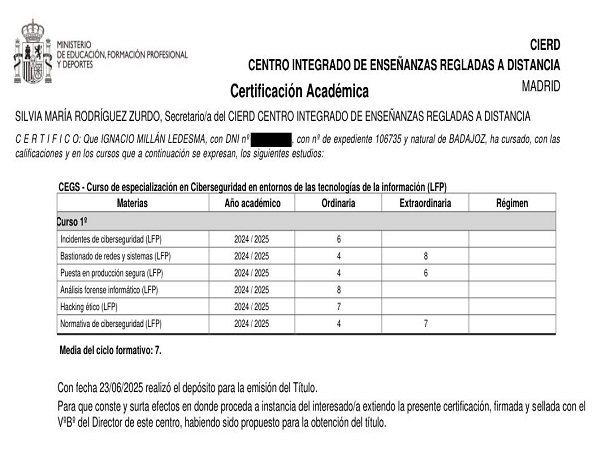 MINISTERIO
DE EDUCACIÓN, FORMACIÓN PROFESIONAL
Y DEPORTES
CIERD
CENTRO INTEGRADO DE ENSEÑANZAS REGLADAS A DISTANCIA
Certificación Académica
MADRID
SILVIA MARÍA RODRÍGUEZ ZURDO, Secretario/a del CIERD CENTRO INTEGRADO DE ENSEÑANZAS REGLADAS A DISTANCIA
C E R T I F I C O: Que IGNACIO MILLÁN LEDESMA, con DNI nº , con nº de expediente 106735 y natural de BADAJOZ, ha cursado, con las
calificaciones y en los cursos que a continuación se expresan, los siguientes estudios:
CEGS - Curso de especialización en Ciberseguridad en entornos de las tecnologías de la información (LFP)
Materias Año académico Ordinaria Extraordinaria Régimen
Curso 1º
Incidentes de ciberseguridad (LFP) 2024 / 2025 6
Bastionado de redes y sistemas (LFP) 2024 / 2025 4 8
Puesta en producción segura (LFP) 2024 / 2025 4 6
Análisis forense informático (LFP) 2024 / 2025 8
Hacking ético (LFP) 2024 / 2025 7
Normativa de ciberseguridad (LFP) 2024 / 2025 4 7
Media del ciclo formativo: 7.
Con fecha 23/06/2025 realizó el depósito para la emisión del Título.
Para que conste y surta efectos en donde proceda a instancia del interesado/a extiendo la presente certificación, firmada y sellada con el
VºBº del Director de este centro, habiendo sido propuesto para la obtención del título.